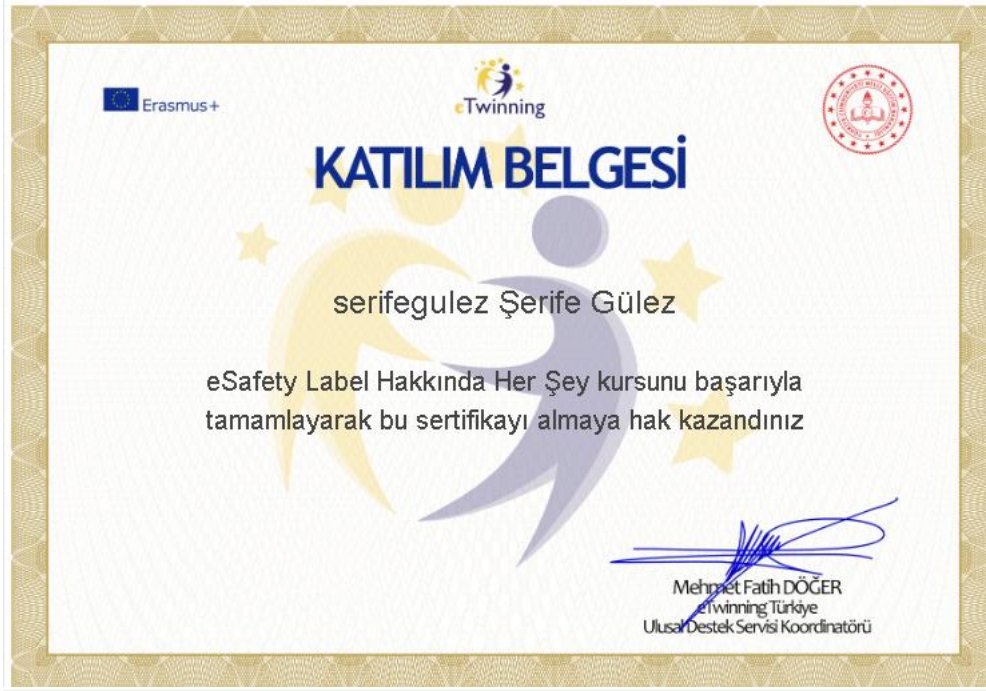 Erasmus+
eTwinning
KATILIM BELGESİ
serifegulez Şerife Gülez
eSafety Label Hakkında Her Şey kursunu başarıyla
tamamlayarak bu sertifikayı almaya hak kazandınız
Mehmet Fatih DÖĞER
eTwinning Türkiye
Ulusal Destek Servisi Koordinatörü